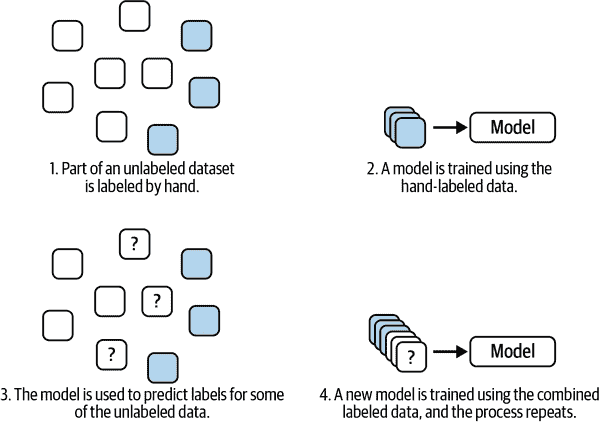 1. Part of an unlabeled dataset
is labeled by hand.
Model
2. A model is trained using the
hand-labeled data.
?
?
?
3. The model is used to predict labels for some
of the unlabeled data.
?
Model
4. A new model is trained using the combined
labeled data, and the process repeats.